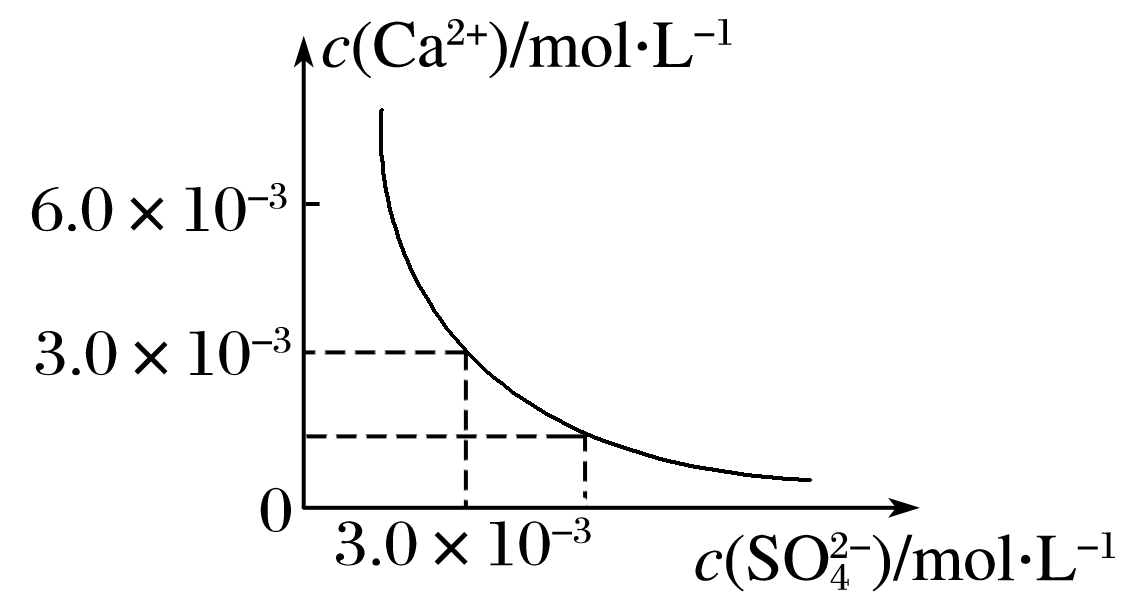 c(Ca²⁺)/mol·L⁻¹
6.0 × 10⁻³
3.0 × 10⁻³
0
3.0 × 10⁻³
c(SO₄²⁻)/mol·L⁻¹